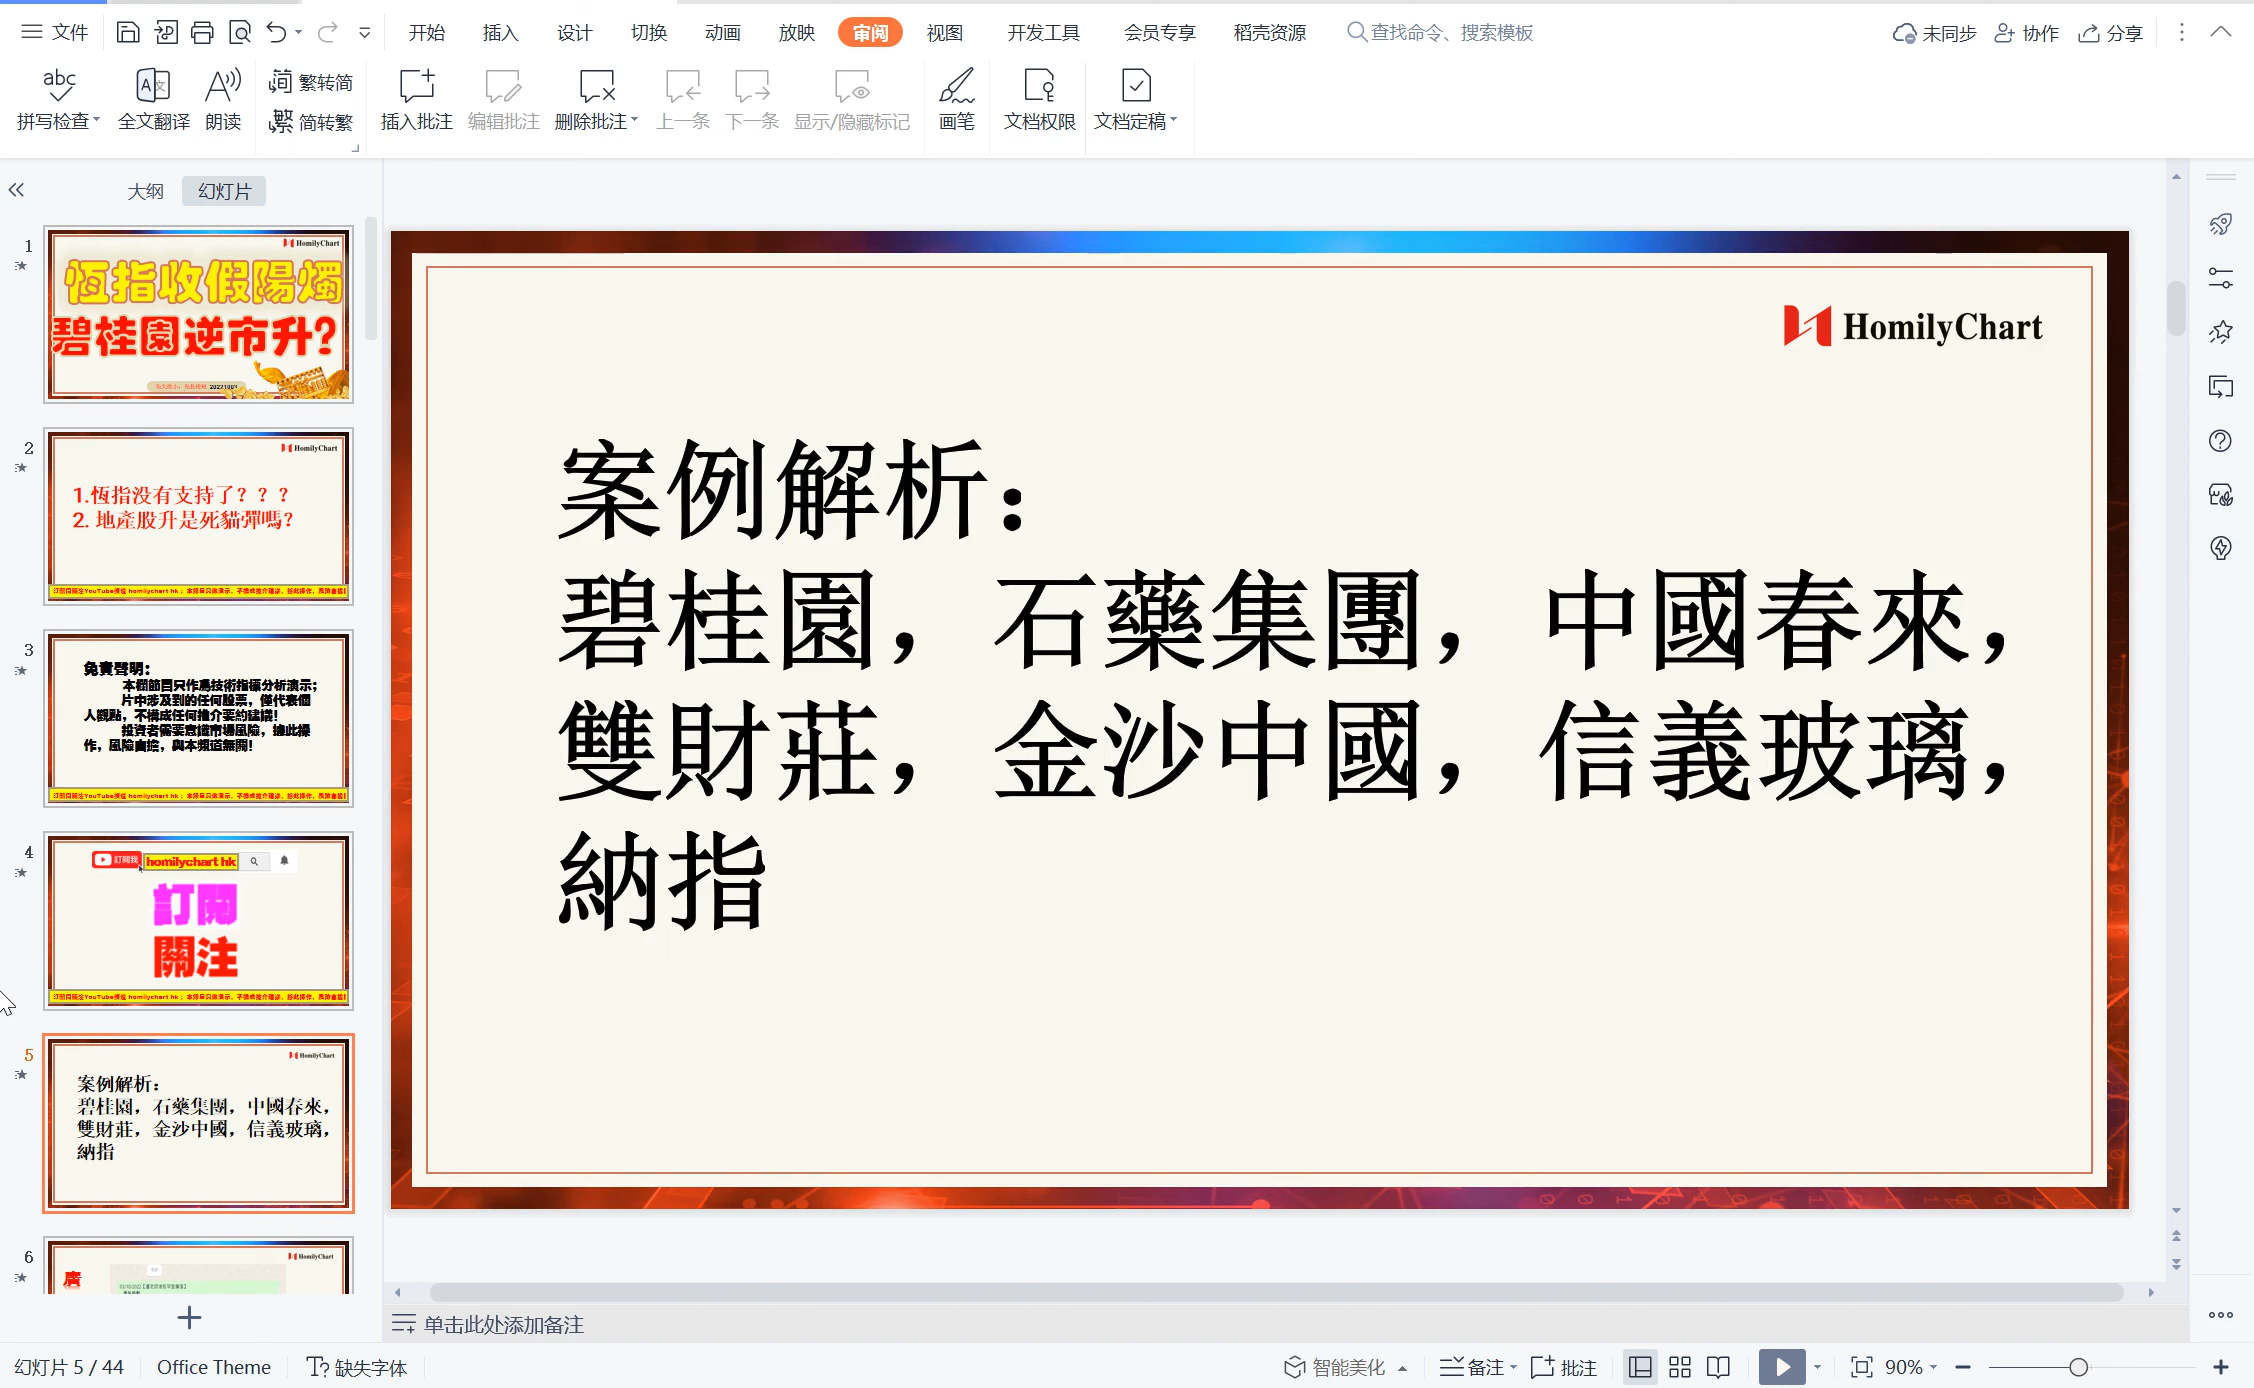 文件
开始 插入 设计 切换 动画 放映 审阅 视图 开发工具 会员专享 稻壳资源 查找命令、搜索模板
未同步 协作 分享
拼写检查 全文翻译 朗读 繁转简 简转繁 插入批注 编辑批注 删除批注 上一条 下一条 显示/隐藏标记 画笔 文档权限 文档定稿
大纲 幻灯片
1
HomilyChart
恆指收假陽燭
碧桂園逆市升?
2
HomilyChart
1.恆指没有支持了？？？
2. 地產股升是死貓彈嗎?
3
免責聲明：
本欄節目只作為技術指標分析演示；
片中涉及到的任何股票，僅代表個
人觀點，不構成任何推介要約建議！
投資者需要意識市場風險，據此操
作，風險自擔，與本頻道無關！
4
訂閱我 homilychart hk
訂閱
關注
5
HomilyChart
案例解析：
碧桂園，石藥集團，中國春來，
雙財莊，金沙中國，信義玻璃，
納指
6
HomilyChart
廣
HomilyChart
案例解析：
碧桂園，石藥集團，中國春來，
雙財莊，金沙中國，信義玻璃，
納指
单击此处添加备注
幻灯片 5 / 44 Office Theme 缺失字体 智能美化 备注 批注 90%